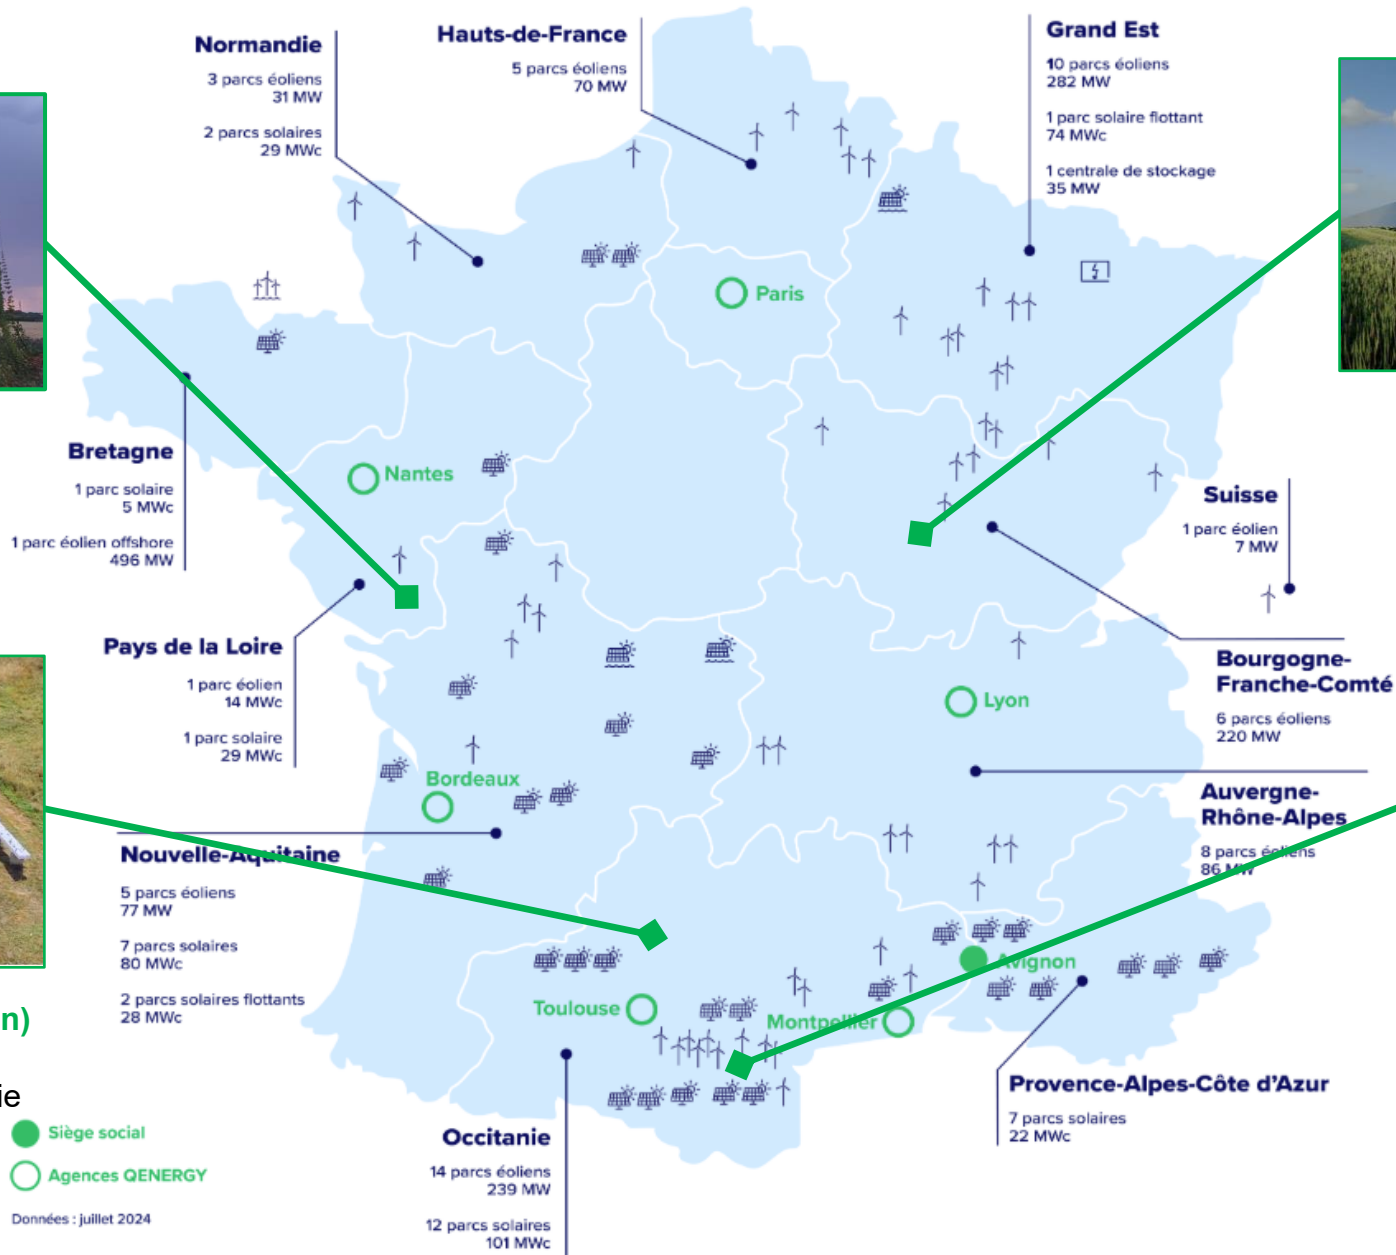 Normandie
3 parcs éoliens
31 MW
2 parcs solaires
29 MWc
Hauts-de-France
5 parcs éoliens
70 MW
Grand Est
10 parcs éoliens
282 MW
1 parc solaire flottant
74 MWc
1 centrale de stockage
35 MW
Paris
Bretagne
1 parc solaire
5 MWc
1 parc éolien offshore
496 MW
Nantes
Suisse
1 parc éolien
7 MW
Pays de la Loire
1 parc éolien
14 MWc
1 parc solaire
29 MWc
Bourgogne-
Franche-Comté
6 parcs éoliens
220 MW
Lyon
Bordeaux
Auvergne-
Rhône-Alpes
8 parcs éoliens
86 MW
Nouvelle-Aquitaine
5 parcs éoliens
77 MW
7 parcs solaires
80 MWc
2 parcs solaires flottants
28 MWc
Avignon
Toulouse
Montpellier
n)
ie
Provence-Alpes-Côte d'Azur
7 parcs solaires
22 MWc
Siège social
Agences QENERGY
Données : juillet 2024
Occitanie
14 parcs éoliens
239 MW
12 parcs solaires
101 MWc